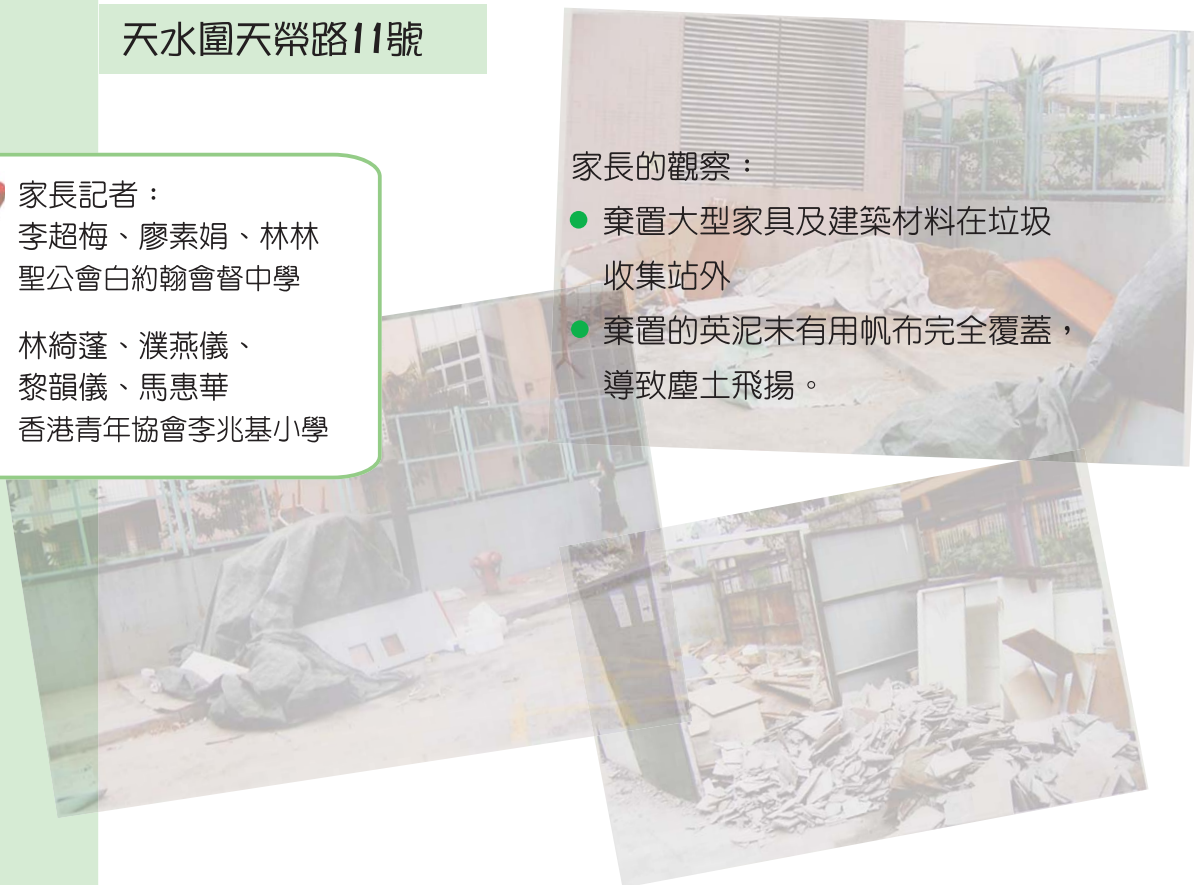 天水圍天榮路11號
家長記者：
李超梅、廖素娟、林林
聖公會白約翰會督中學
林綺蓬、濮燕儀、
黎韻儀、馬惠華
香港青年協會李兆基小學
家長的觀察：
● 棄置大型家具及建築材料在垃圾
收集站外
● 棄置的英泥未有用帆布完全覆蓋，
導致塵土飛揚。